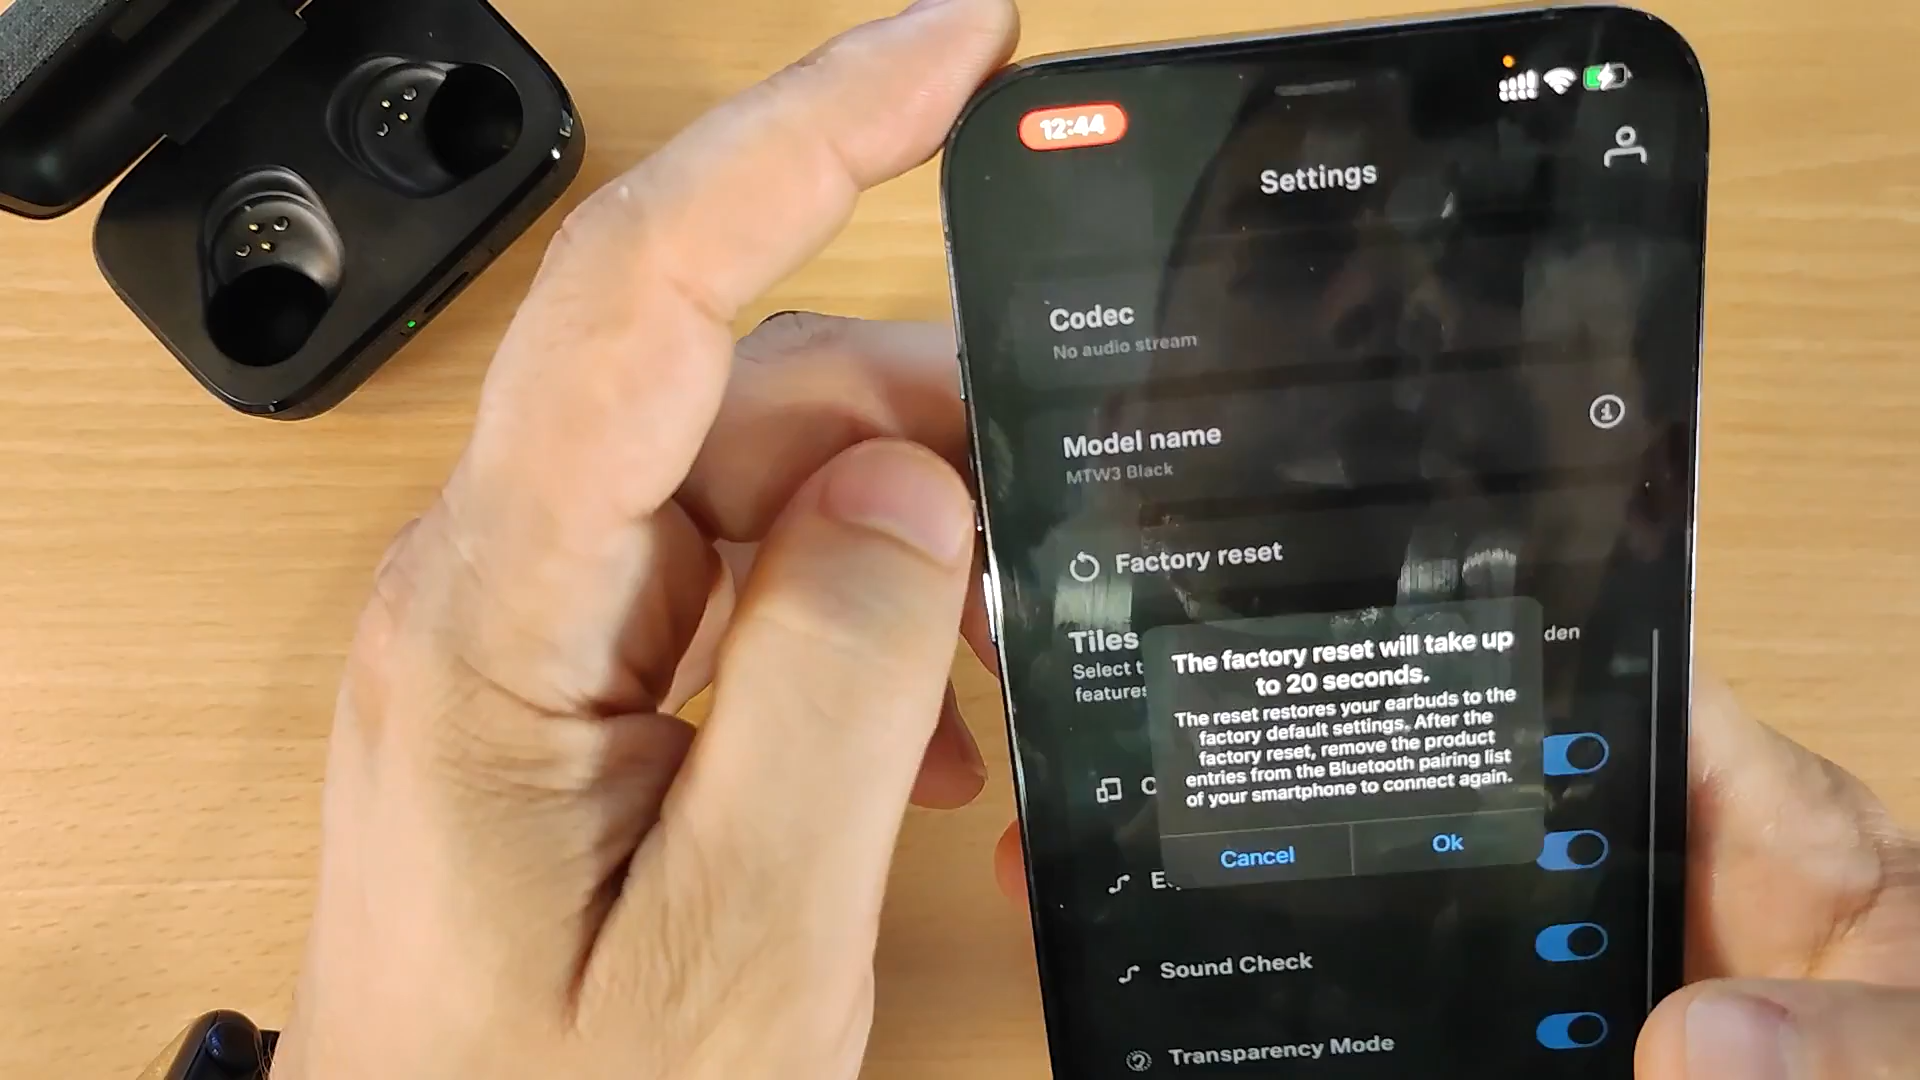 12:44
Settings
Codec
No audio stream
Model name
MTW3 Black
Factory reset
Tiles
den
Select t
features
The factory reset will take up
to 20 seconds.
The reset restores your earbuds to the
factory default settings. After the
factory reset, remove the product
entries from the Bluetooth pairing list
of your smartphone to connect again.
Cancel
Ok
C
E
Sound Check
Transparency Mode